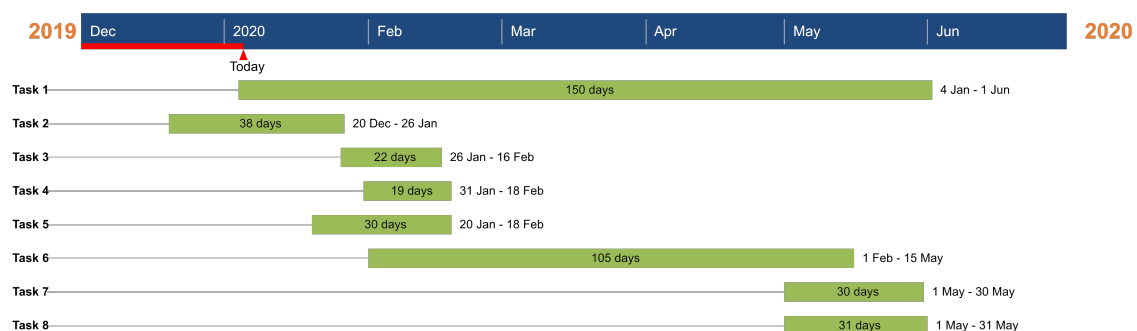 2019 Dec 2020 Feb Mar Apr May Jun 2020
Today
Task 1 150 days 4 Jan - 1 Jun
Task 2 38 days 20 Dec - 26 Jan
Task 3 22 days 26 Jan - 16 Feb
Task 4 19 days 31 Jan - 18 Feb
Task 5 30 days 20 Jan - 18 Feb
Task 6 105 days 1 Feb - 15 May
Task 7 30 days 1 May - 30 May
Task 8 31 days 1 May - 31 May